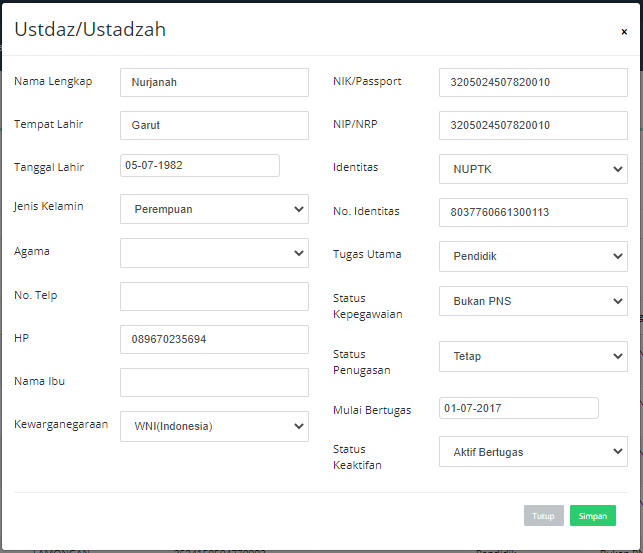 Ustdaz/Ustadzah
×
Nama Lengkap Nurjanah
Tempat Lahir Garut
Tanggal Lahir 05-07-1982
Jenis Kelamin Perempuan
Agama
No. Telp
HP 089670235694
Nama Ibu
Kewarganegaraan WNI(Indonesia)
NIK/Passport 3205024507820010
NIP/NRP 3205024507820010
Identitas NUPTK
No. Identitas 8037760661300113
Tugas Utama Pendidik
Status
Kepegawaian Bukan PNS
Status
Penugasan Tetap
Mulai Bertugas 01-07-2017
Status
Keaktifan Aktif Bertugas
Tutup Simpan